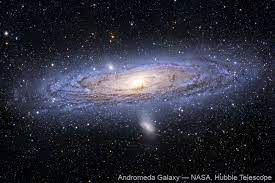 Andromeda Galaxy — NASA, Hubble Telescope